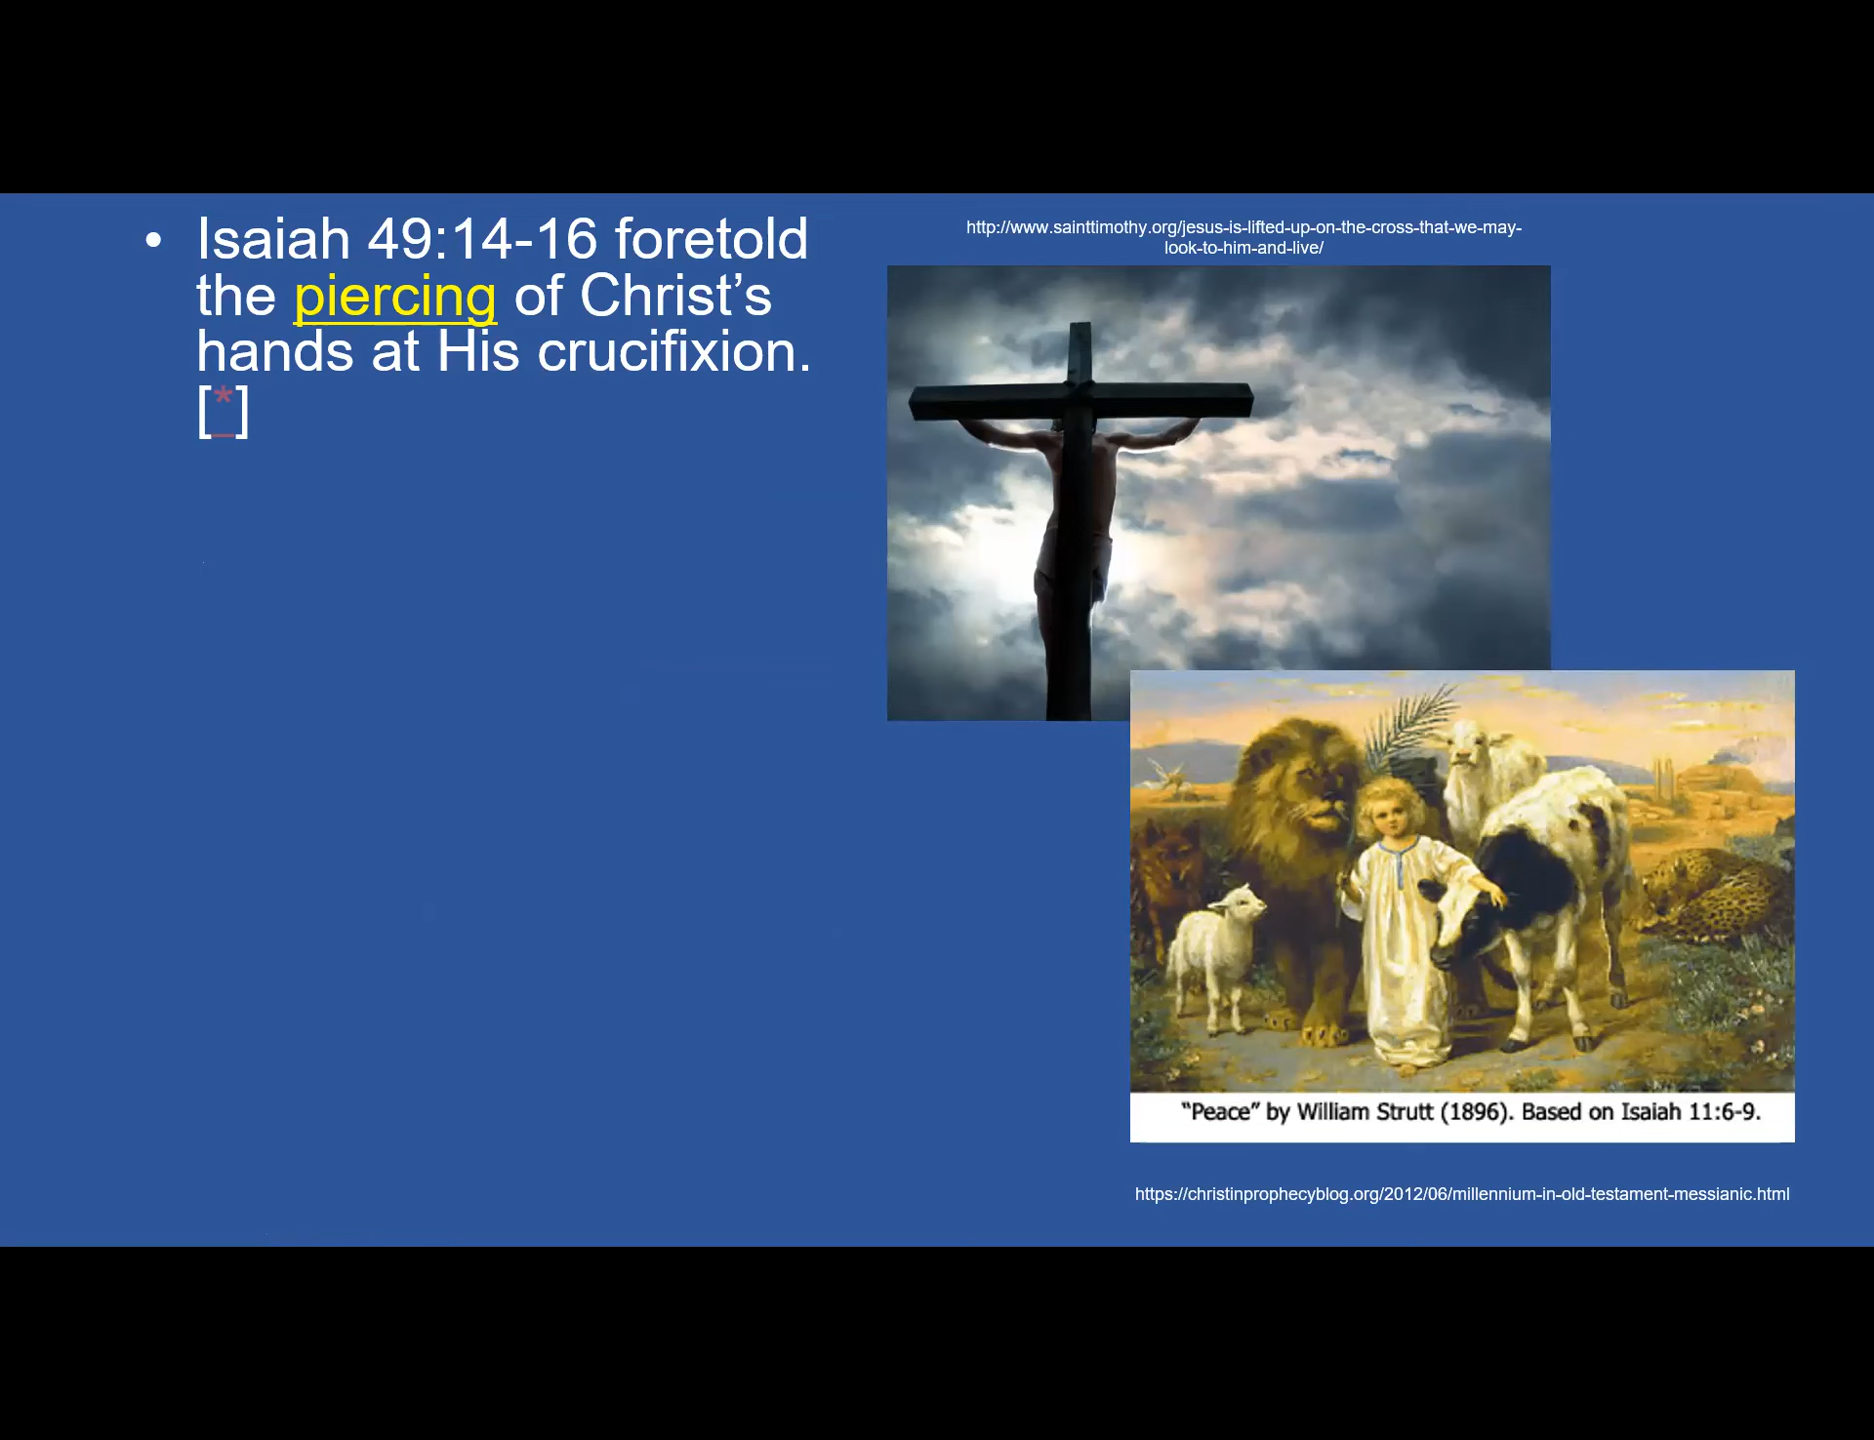 • Isaiah 49:14-16 foretold
the piercing of Christ’s
hands at His crucifixion.
[*]
http://www.sainttimothy.org/jesus-is-lifted-up-on-the-cross-that-we-may-
look-to-him-and-live/
“Peace” by William Strutt (1896). Based on Isaiah 11:6-9.
https://christinprophecyblog.org/2012/06/millennium-in-old-testament-messianic.html